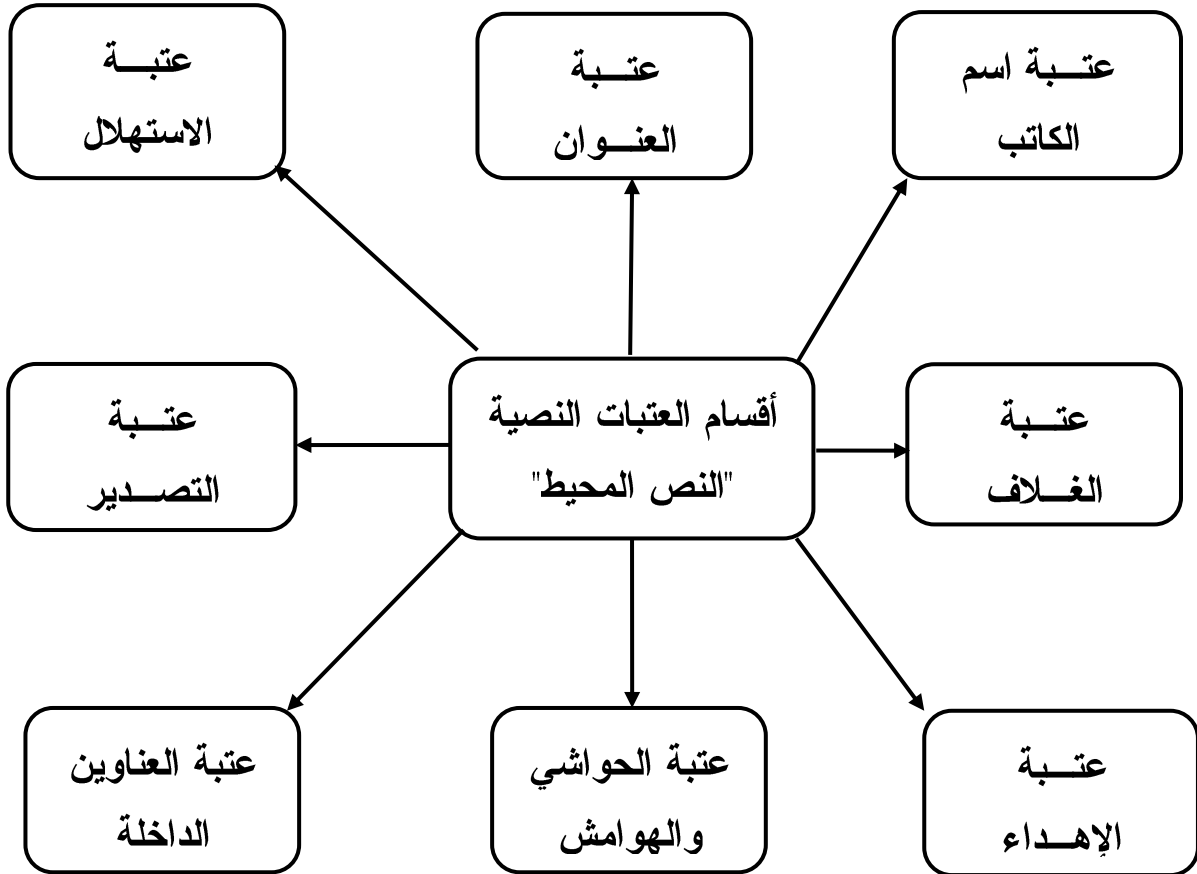 عتبة اسم
الكاتب
عتبة
العنوان
عتبة
الاستهلال
أقسام العتبات النصية
"النص المحيط"
عتبة
الغلاف
عتبة
التصدير
عتبة
الإهداء
عتبة الحواشي
والهوامش
عتبة العناوين
الداخلة